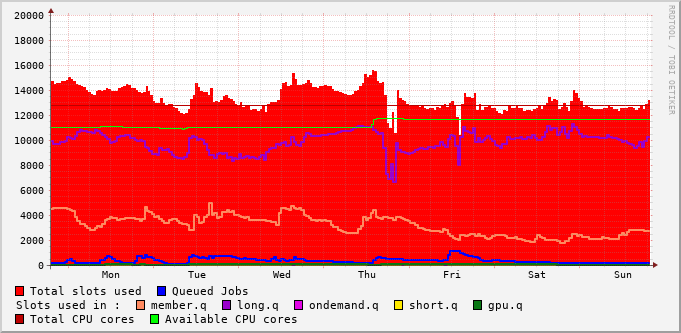 20000
18000
16000
14000
12000
10000
8000
6000
4000
2000
0
Mon Tue Wed Thu Fri Sat Sun
RRDTOOL / TOBI OETIKER
Total slots used Queued Jobs
Slots used in : member.q long.q ondemand.q short.q gpu.q
Total CPU cores Available CPU cores